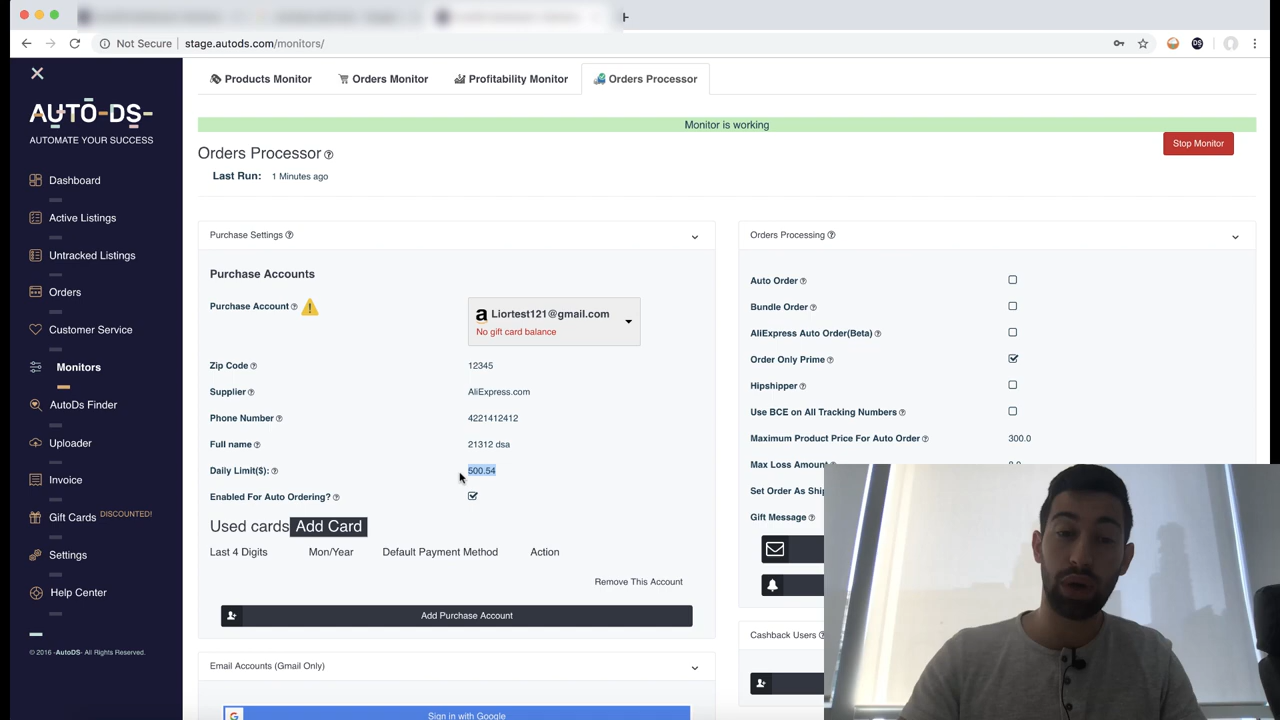 Not Secure
stage.autods.com/monitors/
DS
AUTO-DS-
AUTOMATE YOUR SUCCESS
Dashboard
Active Listings
Untracked Listings
Orders
Customer Service
Monitors
AutoDs Finder
Uploader
Invoice
Gift Cards DISCOUNTED!
Settings
Help Center
© 2016 -AutoDS- All Rights Reserved.
Products Monitor
Orders Monitor
Profitability Monitor
Orders Processor
Monitor is working
Orders Processor
Stop Monitor
Last Run: 1 Minutes ago
Purchase Settings
Purchase Accounts
Purchase Account
Liortest121@gmail.com
No gift card balance
Zip Code 12345
Supplier AliExpress.com
Phone Number 4221412412
Full name 21312 dsa
Daily Limit($): 500.54
Enabled For Auto Ordering?
Used cards Add Card
Last 4 Digits Mon/Year Default Payment Method Action
Remove This Account
Add Purchase Account
Email Accounts (Gmail Only)
Sign in with Google
Orders Processing
Auto Order
Bundle Order
AliExpress Auto Order(Beta)
Order Only Prime
Hipshipper
Use BCE on All Tracking Numbers
Maximum Product Price For Auto Order 300.0
Max Loss Amount
Set Order As Ship
Gift Message
Cashback Users